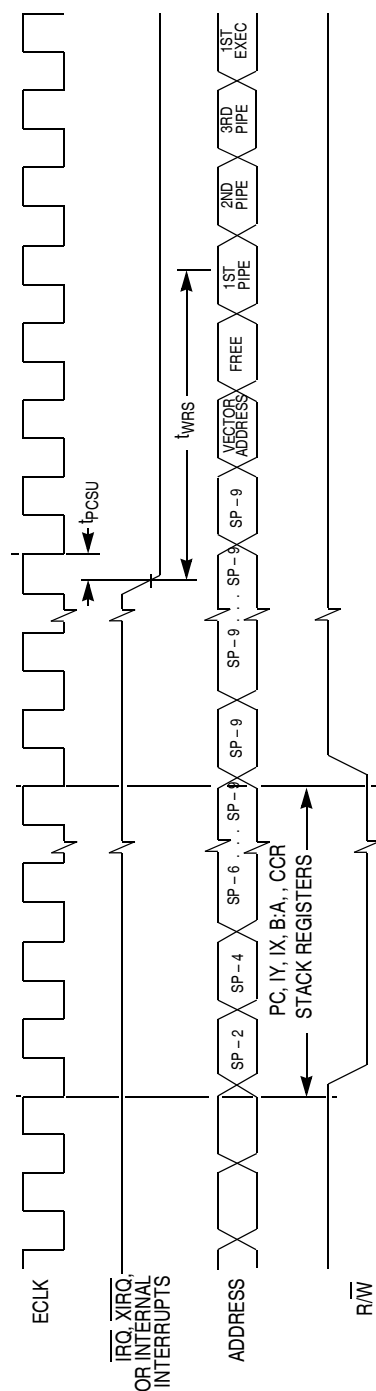 ECLK
t_PCSU
IRQ, XIRQ,
OR INTERNAL
INTERRUPTS
t_WRS
ADDRESS
SP – 2
SP – 4
SP – 6 . . . SP – 9
SP – 9
SP – 9 . . . SP – 9
SP – 9
VECTOR
ADDRESS
FREE
1ST
PIPE
2ND
PIPE
3RD
PIPE
1ST
EXEC
PC, IY, IX, B:A, , CCR
STACK REGISTERS
R/W